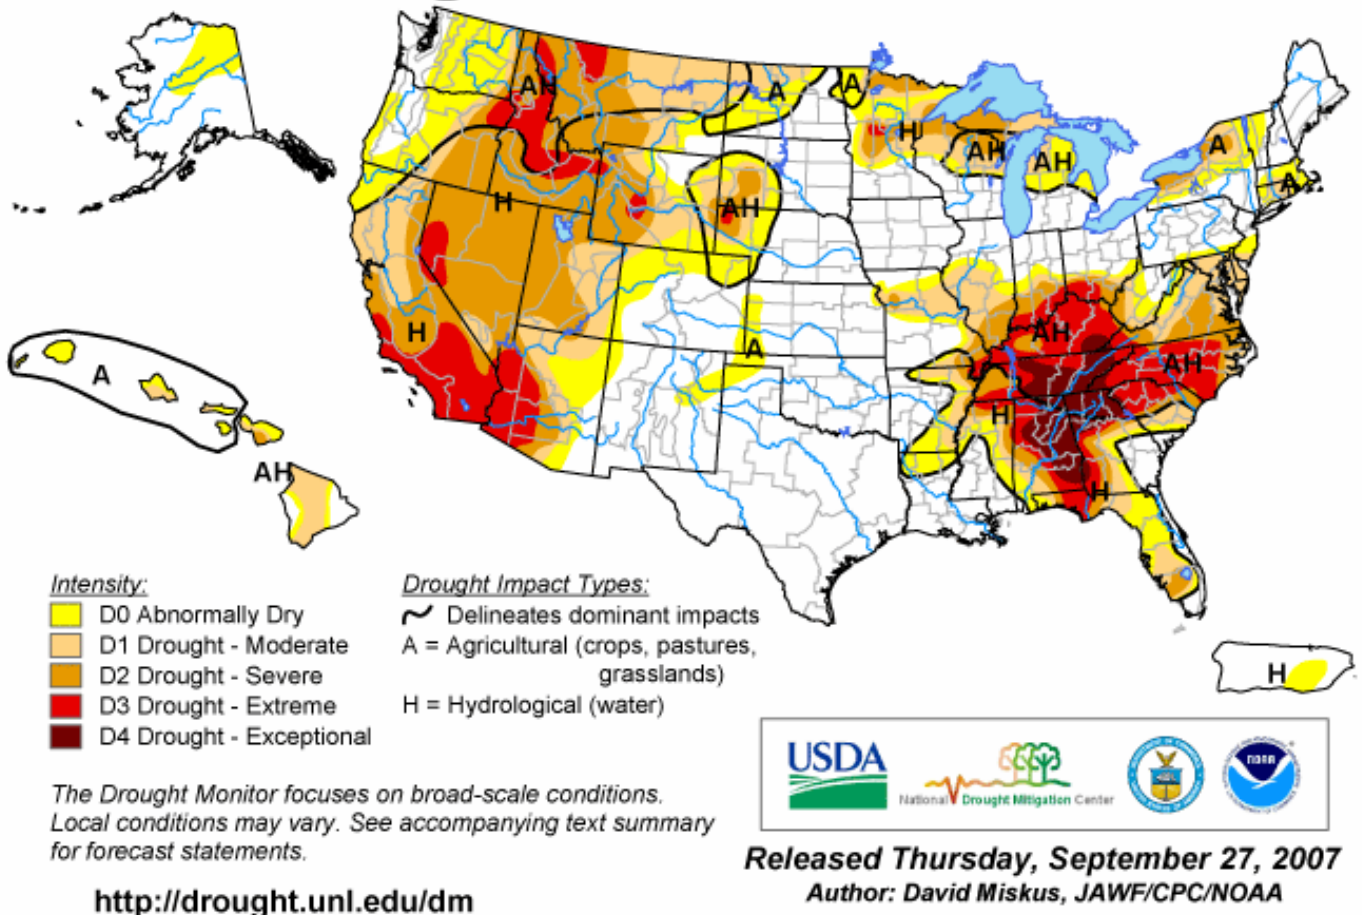 AH
A
A
H
A
AH
AH
A
H
AH
A
H
A
AH
AH
H
H
A
AH
H
Intensity:
D0 Abnormally Dry
D1 Drought - Moderate
D2 Drought - Severe
D3 Drought - Extreme
D4 Drought - Exceptional
Drought Impact Types:
Delineates dominant impacts
A = Agricultural (crops, pastures,
grasslands)
H = Hydrological (water)
The Drought Monitor focuses on broad-scale conditions.
Local conditions may vary. See accompanying text summary
for forecast statements.
http://drought.unl.edu/dm
USDA
National Drought Mitigation Center
NOAA
Released Thursday, September 27, 2007
Author: David Miskus, JAWF/CPC/NOAA